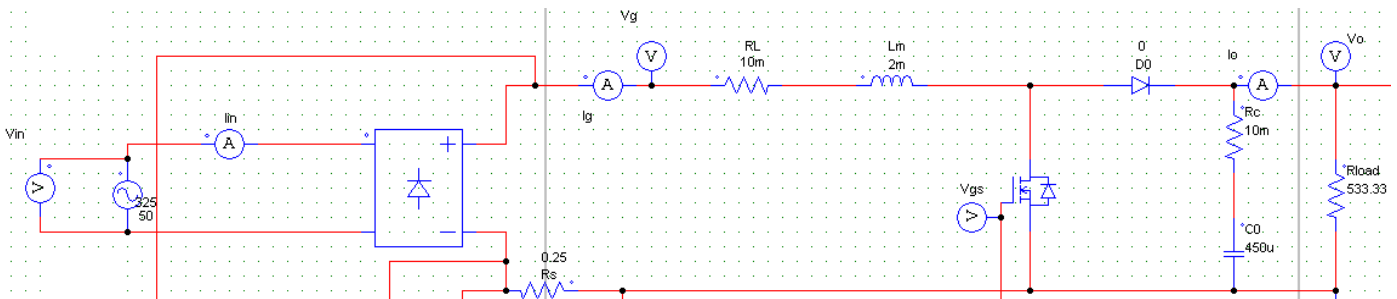 Vg
Vin
Iin
A
+
V
325
50
A
Ig
V
RL
10m
Lm
2m
0
D0
Io
A
Vo
V
Rc
10m
Vgs
V
Rload
533.33
C0
450u
0.25
Rs